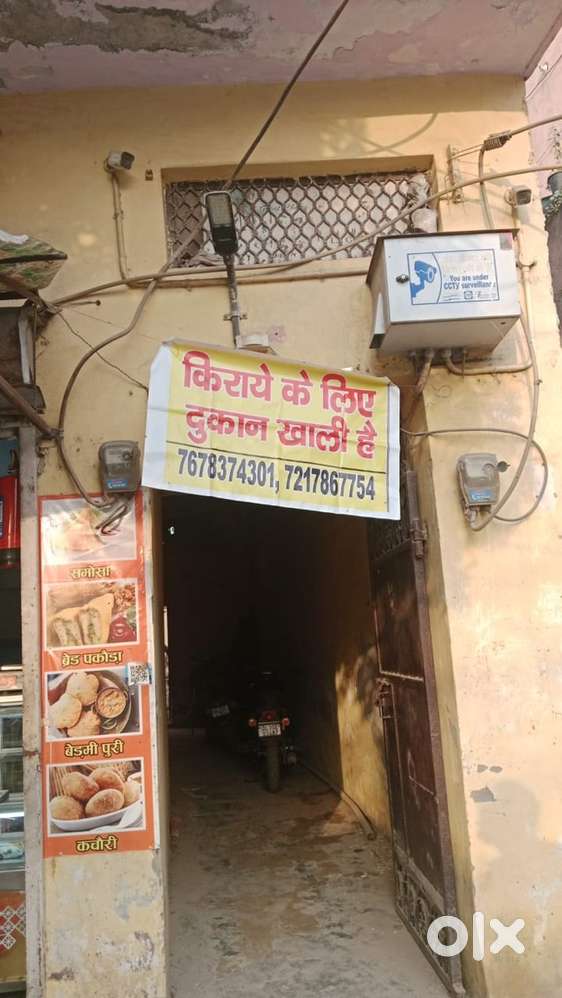 You are under
CCTV surveillance
किराये के लिए
दुकान खाली है
7678374301, 7217867754
समोसा
ब्रेड पकौड़ा
बेड़मी पुरी
कचौरी
olx